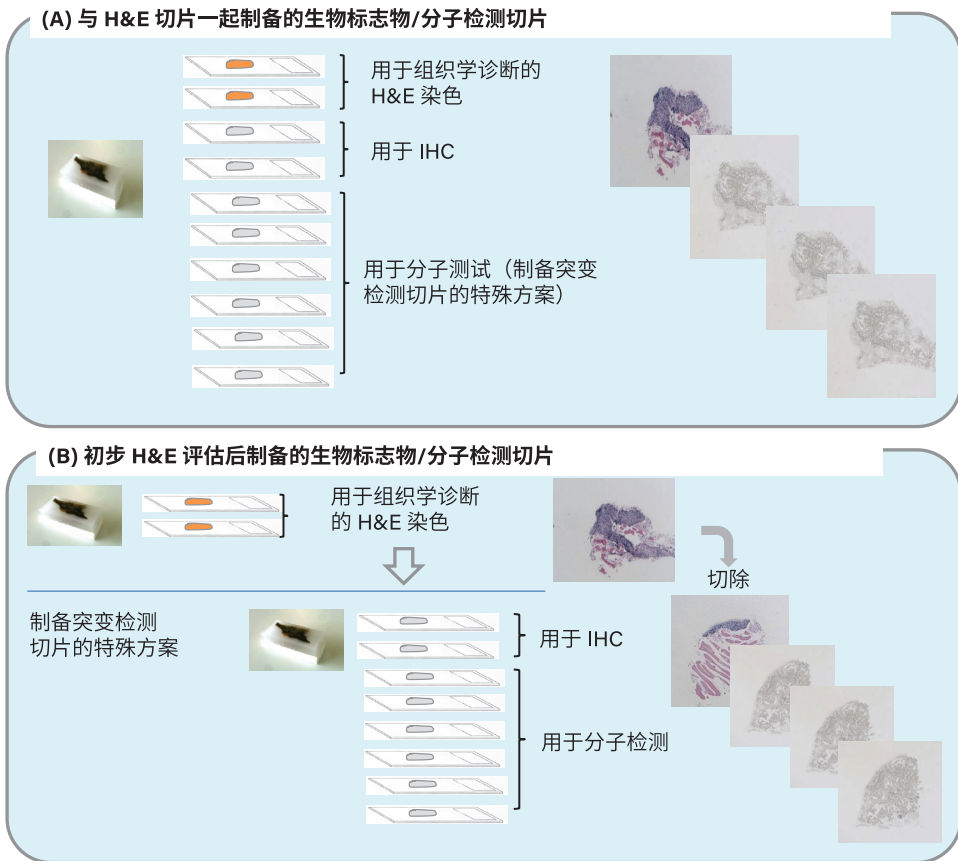 (A) 与 H&E 切片一起制备的生物标志物/分子检测切片
用于组织学诊断的
H&E 染色
用于 IHC
用于分子测试（制备突变
检测切片的特殊方案）
(B) 初步 H&E 评估后制备的生物标志物/分子检测切片
用于组织学诊断
的 H&E 染色
切除
制备突变检测
切片的特殊方案
用于 IHC
用于分子检测